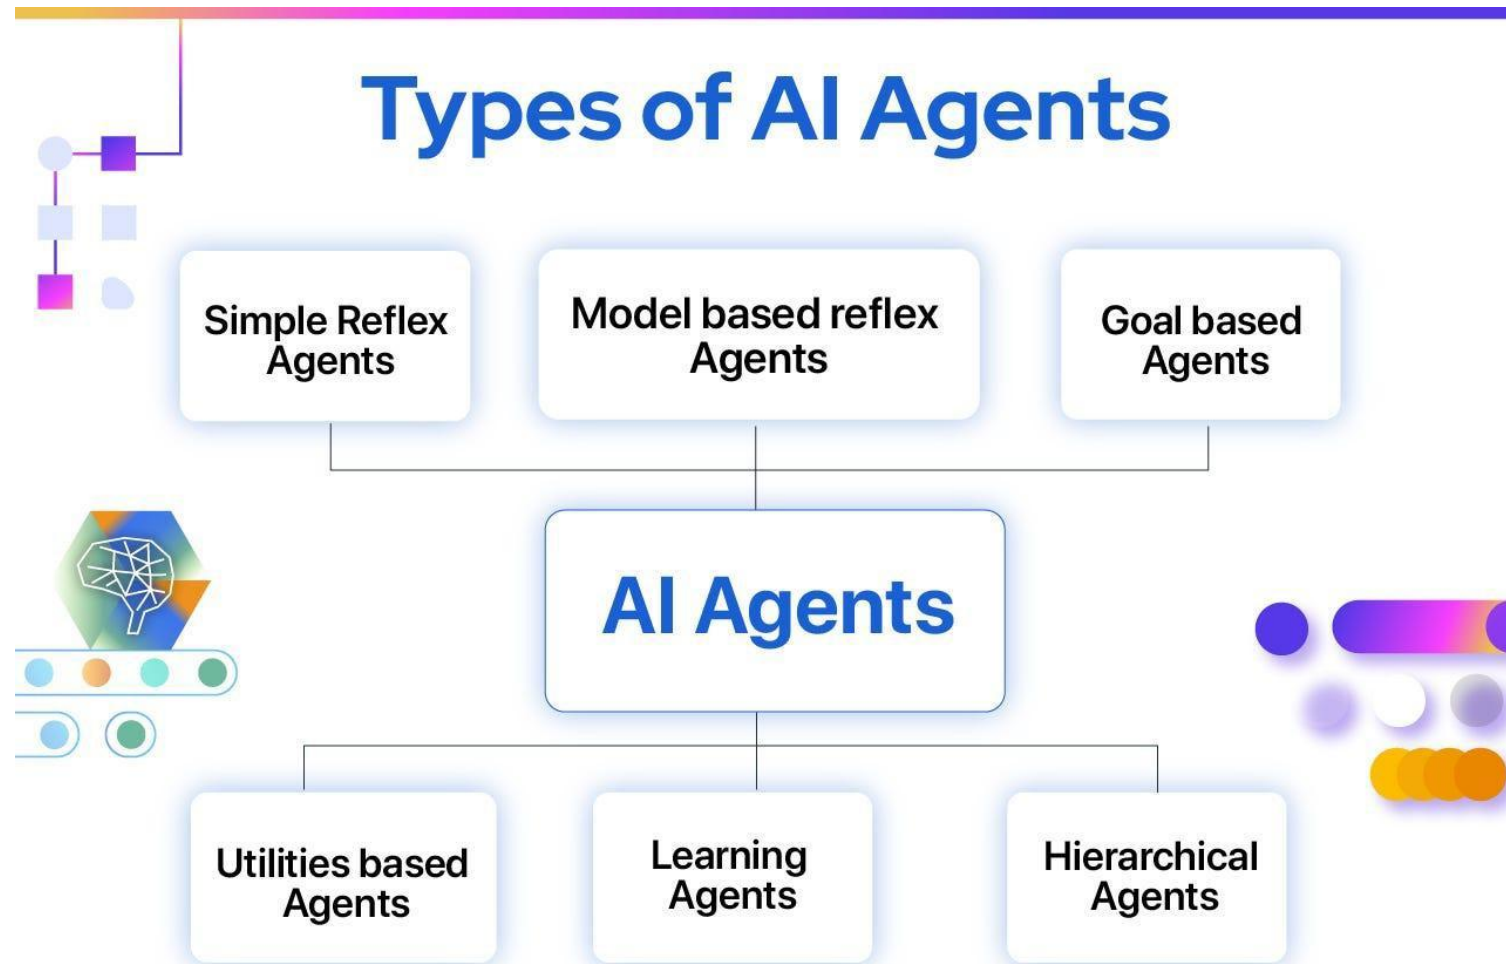 Types of AI Agents
Simple Reflex
Agents
Model based reflex
Agents
Goal based
Agents
AI Agents
Utilities based
Agents
Learning
Agents
Hierarchical
Agents